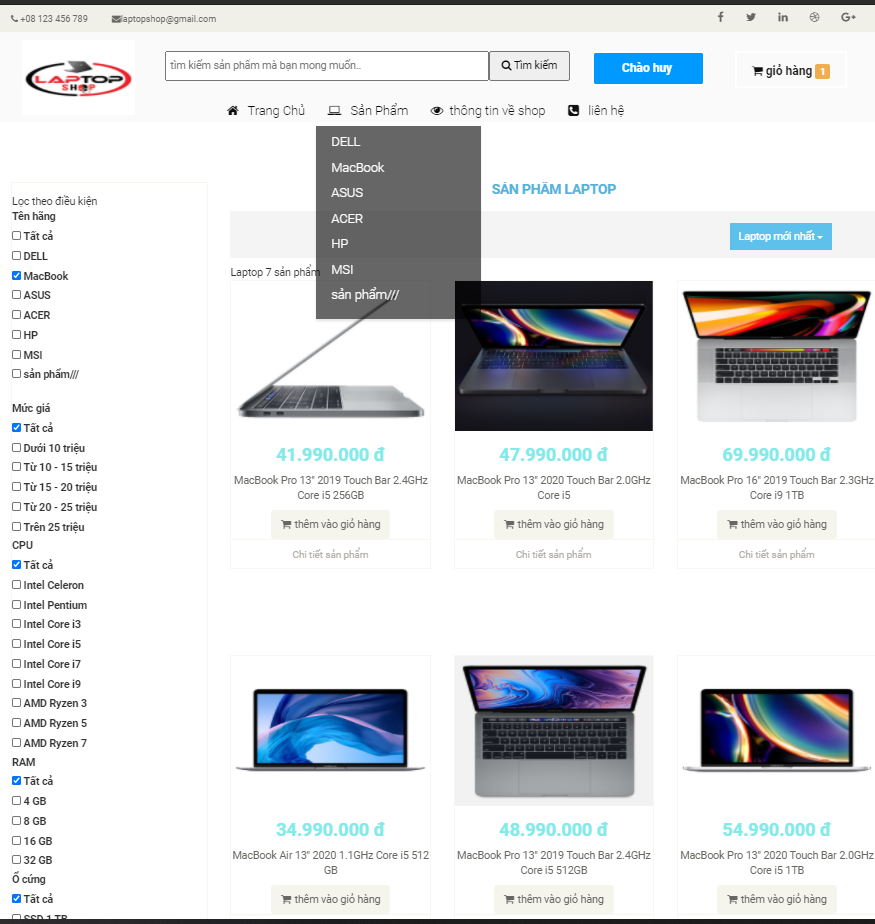 +08 123 456 789 laptopshop@gmail.com
LAPTOP
SHOP
tìm kiếm sản phẩm mà bạn mong muốn..
Tìm kiếm
Chào huy
giỏ hàng 1
Trang Chủ Sản Phẩm thông tin về shop liên hệ
DELL
MacBook
ASUS
ACER
HP
MSI
sản phẩm///
Lọc theo điều kiện
Tên hãng
Tất cả
DELL
MacBook
ASUS
ACER
HP
MSI
sản phẩm///
Mức giá
Tất cả
Dưới 10 triệu
Từ 10 - 15 triệu
Từ 15 - 20 triệu
Từ 20 - 25 triệu
Trên 25 triệu
CPU
Tất cả
Intel Celeron
Intel Pentium
Intel Core i3
Intel Core i5
Intel Core i7
Intel Core i9
AMD Ryzen 3
AMD Ryzen 5
AMD Ryzen 7
RAM
Tất cả
4 GB
8 GB
16 GB
32 GB
Ổ cứng
Tất cả
SSD 1 TB
SẢN PHẨM LAPTOP
Laptop mới nhất
Laptop 7 sản phẩm
41.990.000 đ
MacBook Pro 13" 2019 Touch Bar 2.4GHz
Core i5 256GB
thêm vào giỏ hàng
Chi tiết sản phẩm
47.990.000 đ
MacBook Pro 13" 2020 Touch Bar 2.0GHz
Core i5
thêm vào giỏ hàng
Chi tiết sản phẩm
69.990.000 đ
MacBook Pro 16" 2019 Touch Bar 2.3GHz
Core i9 1TB
thêm vào giỏ hàng
Chi tiết sản phẩm
34.990.000 đ
MacBook Air 13" 2020 1.1GHz Core i5 512
GB
thêm vào giỏ hàng
48.990.000 đ
MacBook Pro 13" 2019 Touch Bar 2.4GHz
Core i5 512GB
thêm vào giỏ hàng
54.990.000 đ
MacBook Pro 13" 2020 Touch Bar 2.0GHz
Core i5 1TB
thêm vào giỏ hàng